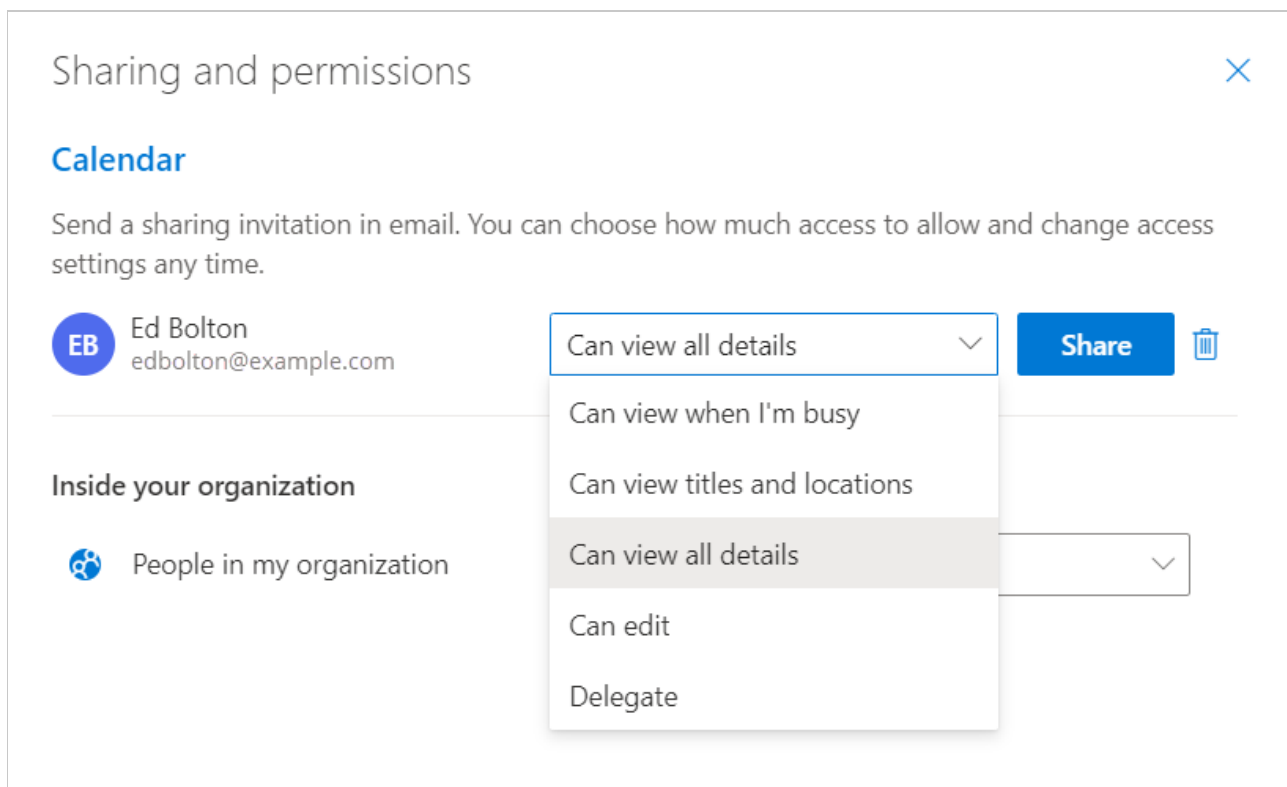 Sharing and permissions
Calendar
Send a sharing invitation in email. You can choose how much access to allow and change access
settings any time.
EB
Ed Bolton
edbolton@example.com
Can view all details
Share
Can view when I'm busy
Can view titles and locations
Can view all details
Can edit
Delegate
Inside your organization
People in my organization